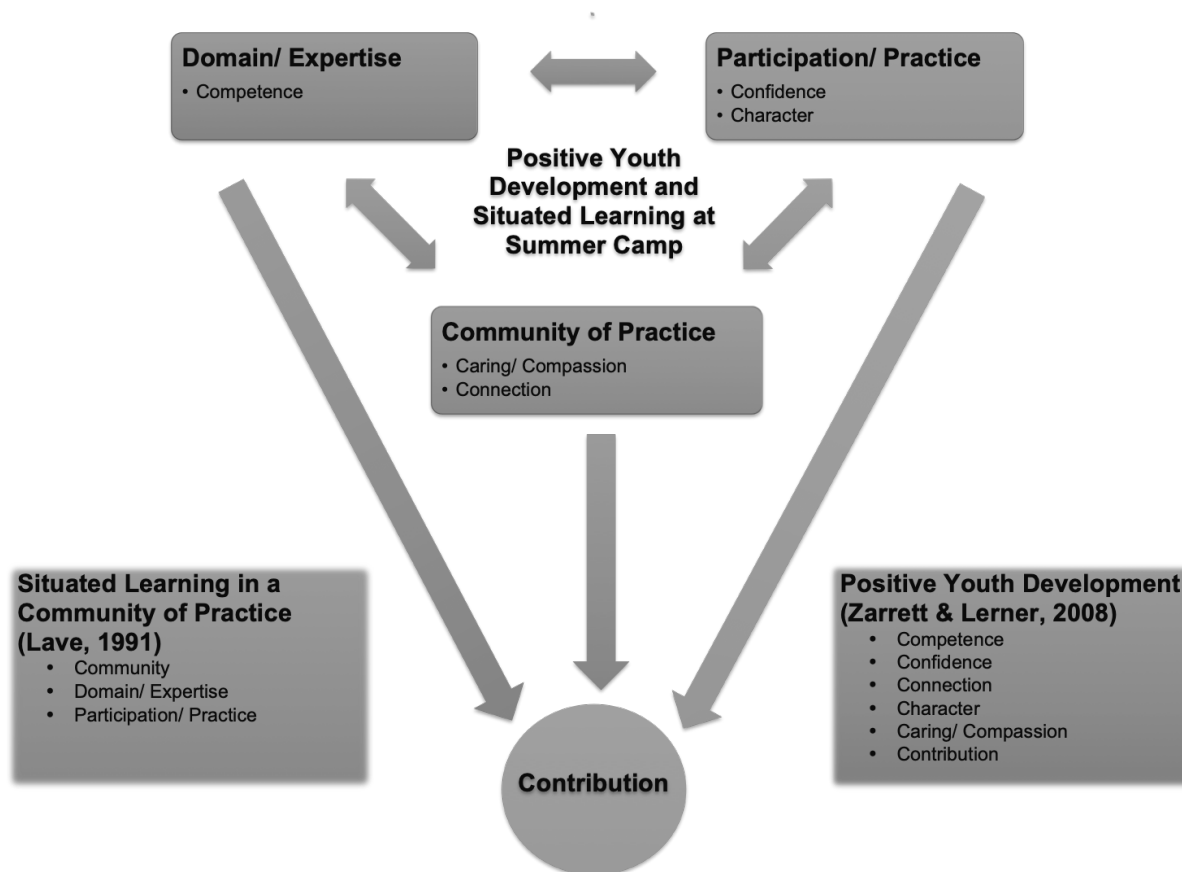 Domain/ Expertise
• Competence
Participation/ Practice
• Confidence
• Character
Positive Youth
Development and
Situated Learning at
Summer Camp
Community of Practice
• Caring/ Compassion
• Connection
Situated Learning in a
Community of Practice
(Lave, 1991)
• Community
• Domain/ Expertise
• Participation/ Practice
Positive Youth Development
(Zarrett & Lerner, 2008)
• Competence
• Confidence
• Connection
• Character
• Caring/ Compassion
• Contribution
Contribution